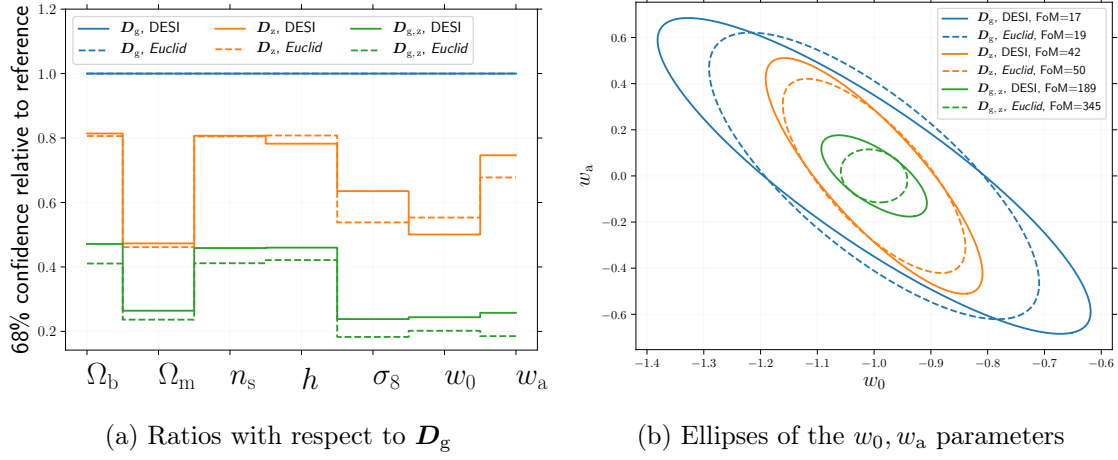 1.2
1.0
0.8
0.6
0.4
0.2
68% confidence relative to reference
D_g, DESI
D_g, Euclid
D_z, DESI
D_z, Euclid
D_g,z, DESI
D_g,z, Euclid
Ω_b Ω_m n_s h σ_8 w_0 w_a
(a) Ratios with respect to D_g
0.6
0.4
0.2
0.0
−0.2
−0.4
−0.6
w_a
D_g, DESI, FoM=17
D_g, Euclid, FoM=19
D_z, DESI, FoM=42
D_z, Euclid, FoM=50
D_g,z, DESI, FoM=189
D_g,z, Euclid, FoM=345
−1.4 −1.3 −1.2 −1.1 −1.0 −0.9 −0.8 −0.7 −0.6
w_0
(b) Ellipses of the w_0, w_a parameters